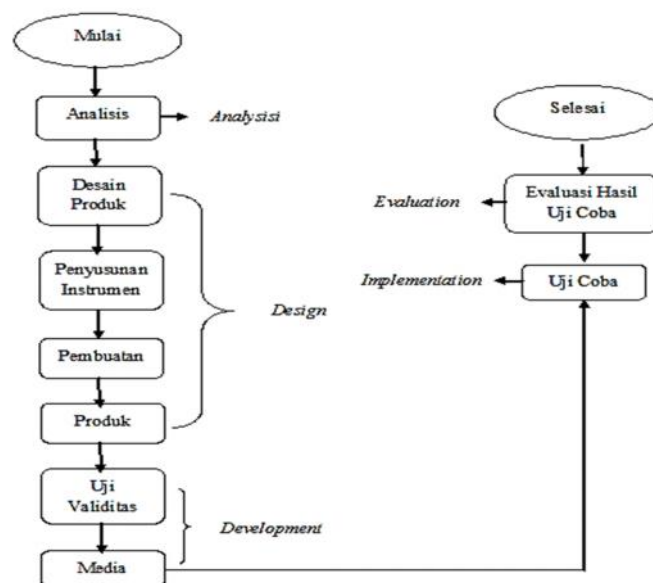 Mulai
Analisis
Analysisi
Desain
Produk
Penyusunan
Instrumen
Design
Pembuatan
Produk
Uji
Validitas
Development
Media
Selesai
Evaluasi Hasil
Uji Coba
Evaluation
Uji Coba
Implementation